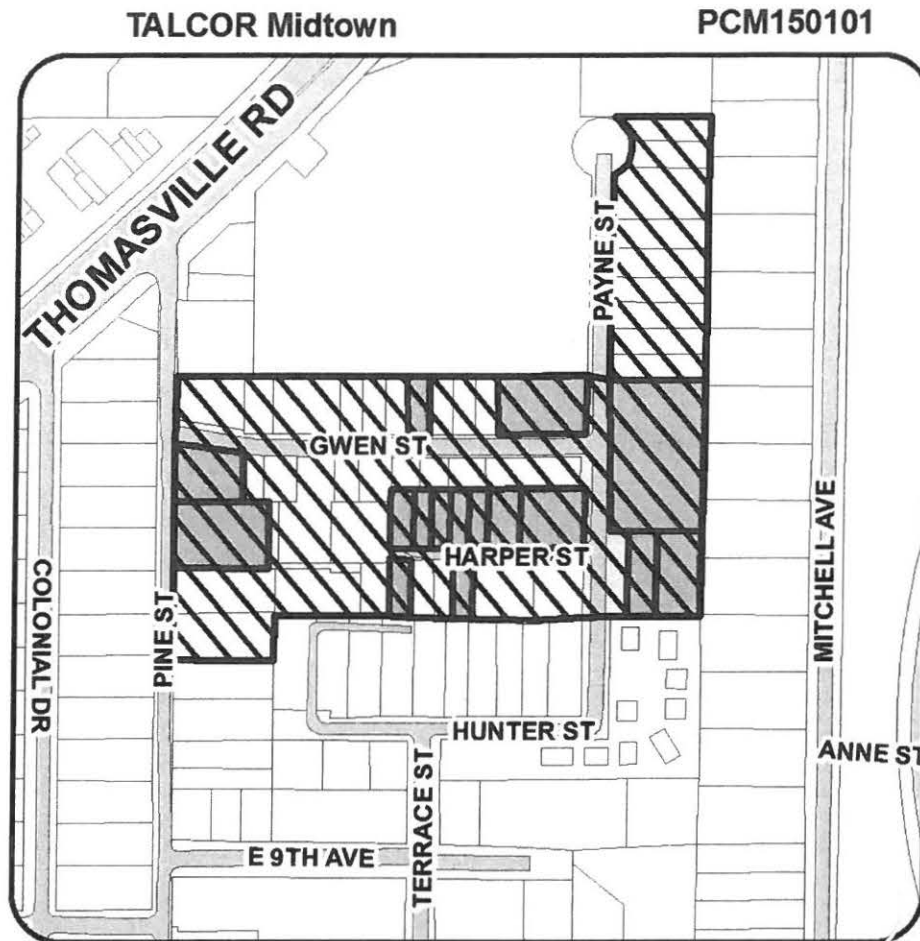 TALCOR Midtown
PCM150101
THOMASVILLE RD
PAYNE ST
GWEN ST
HARPER ST
MITCHELL AVE
COLONIAL DR
PINE ST
HUNTER ST
ANNE ST
TERRACE ST
E 9TH AVE